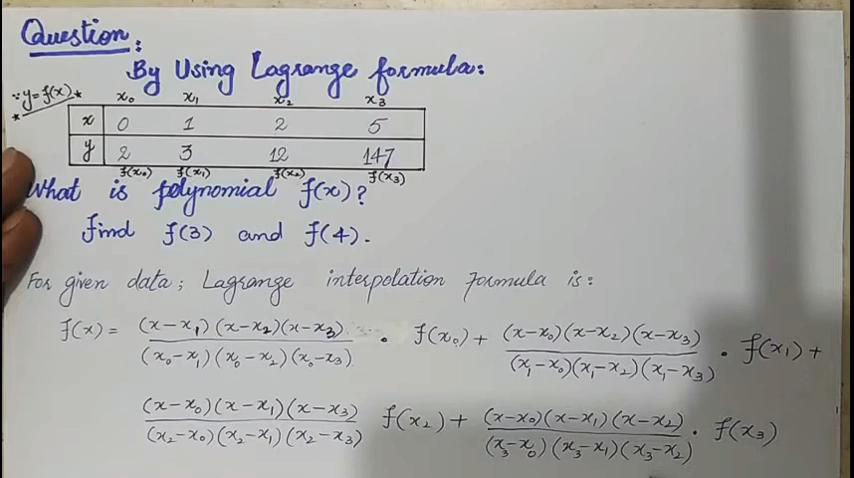 Question:
By Using Lagrange formula:
∵y=f(x)
x₀ x₁ x₂ x₃
x 0 1 2 5
y 2 3 12 147
f(x₀) f(x₁) f(x₂) f(x₃)
What is polynomial f(x)?
find f(3) and f(4).
For given data; Lagrange interpolation formula is:
f(x) = (x-x₁)(x-x₂)(x-x₃)/(x₀-x₁)(x₀-x₂)(x₀-x₃) · f(x₀) + (x-x₀)(x-x₂)(x-x₃)/(x₁-x₀)(x₁-x₂)(x₁-x₃) · f(x₁) +
(x-x₀)(x-x₁)(x-x₃)/(x₂-x₀)(x₂-x₁)(x₂-x₃) f(x₂) + (x-x₀)(x-x₁)(x-x₂)/(x₃-x₀)(x₃-x₁)(x₃-x₂) · f(x₃)